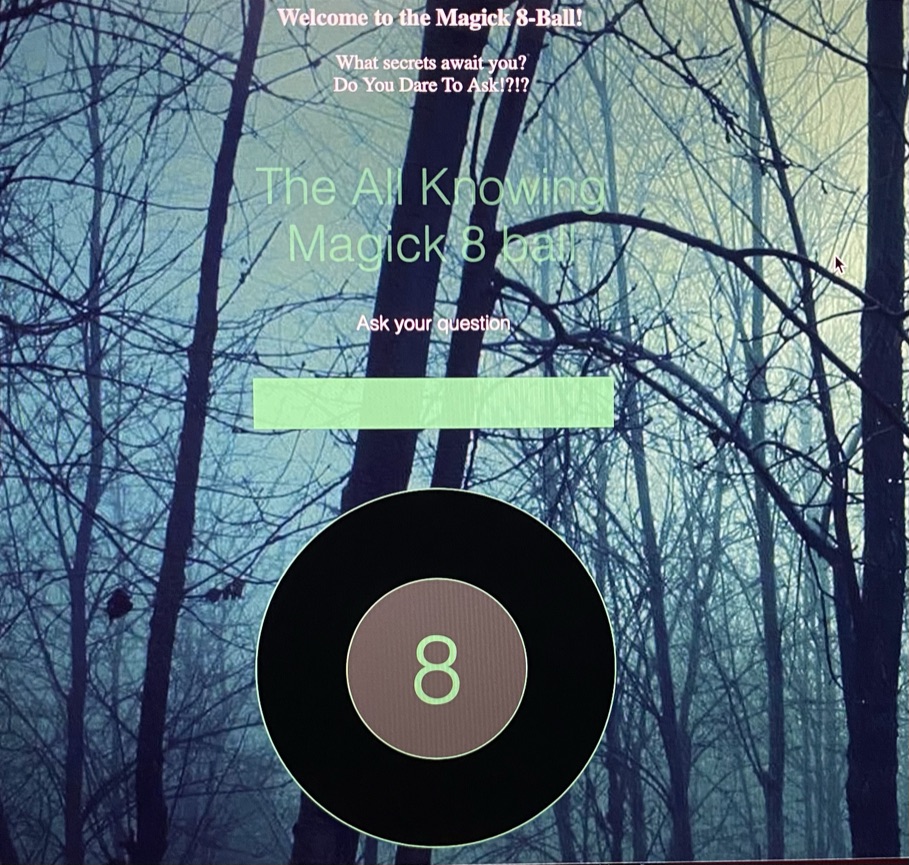 Welcome to the Magick 8-Ball!
What secrets await you?
Do You Dare To Ask!?!?
The All Knowing
Magick 8 ball
Ask your question
8